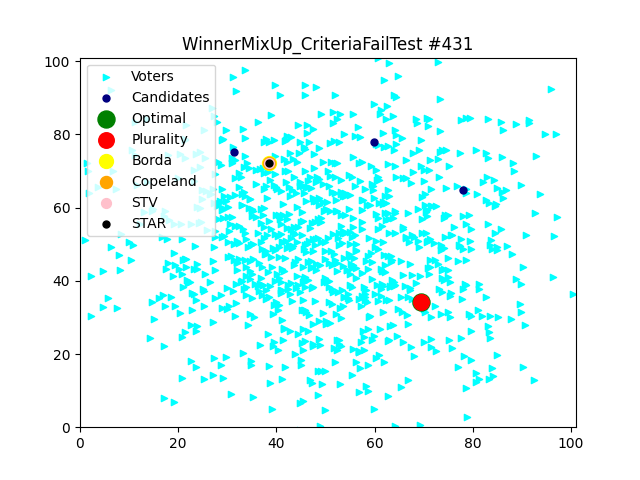 WinnerMixUp_CriteriaFailTest #431
Voters
Candidates
Optimal
Plurality
Borda
Copeland
STV
STAR
100
80
60
40
20
0
0 20 40 60 80 100